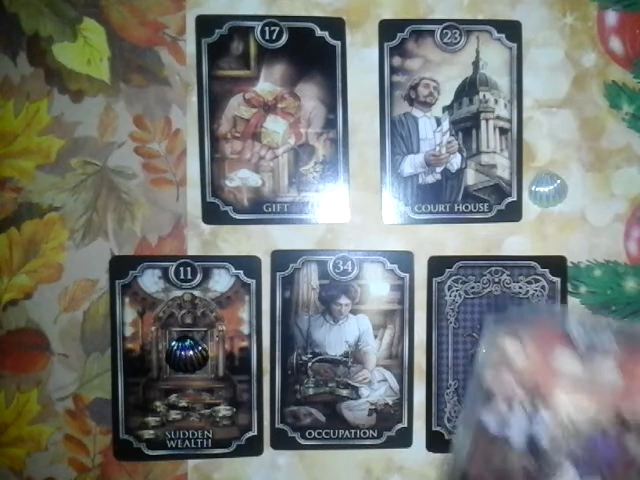 17
23
GIFT
COURT HOUSE
11
34
SUDDEN
WEALTH
OCCUPATION